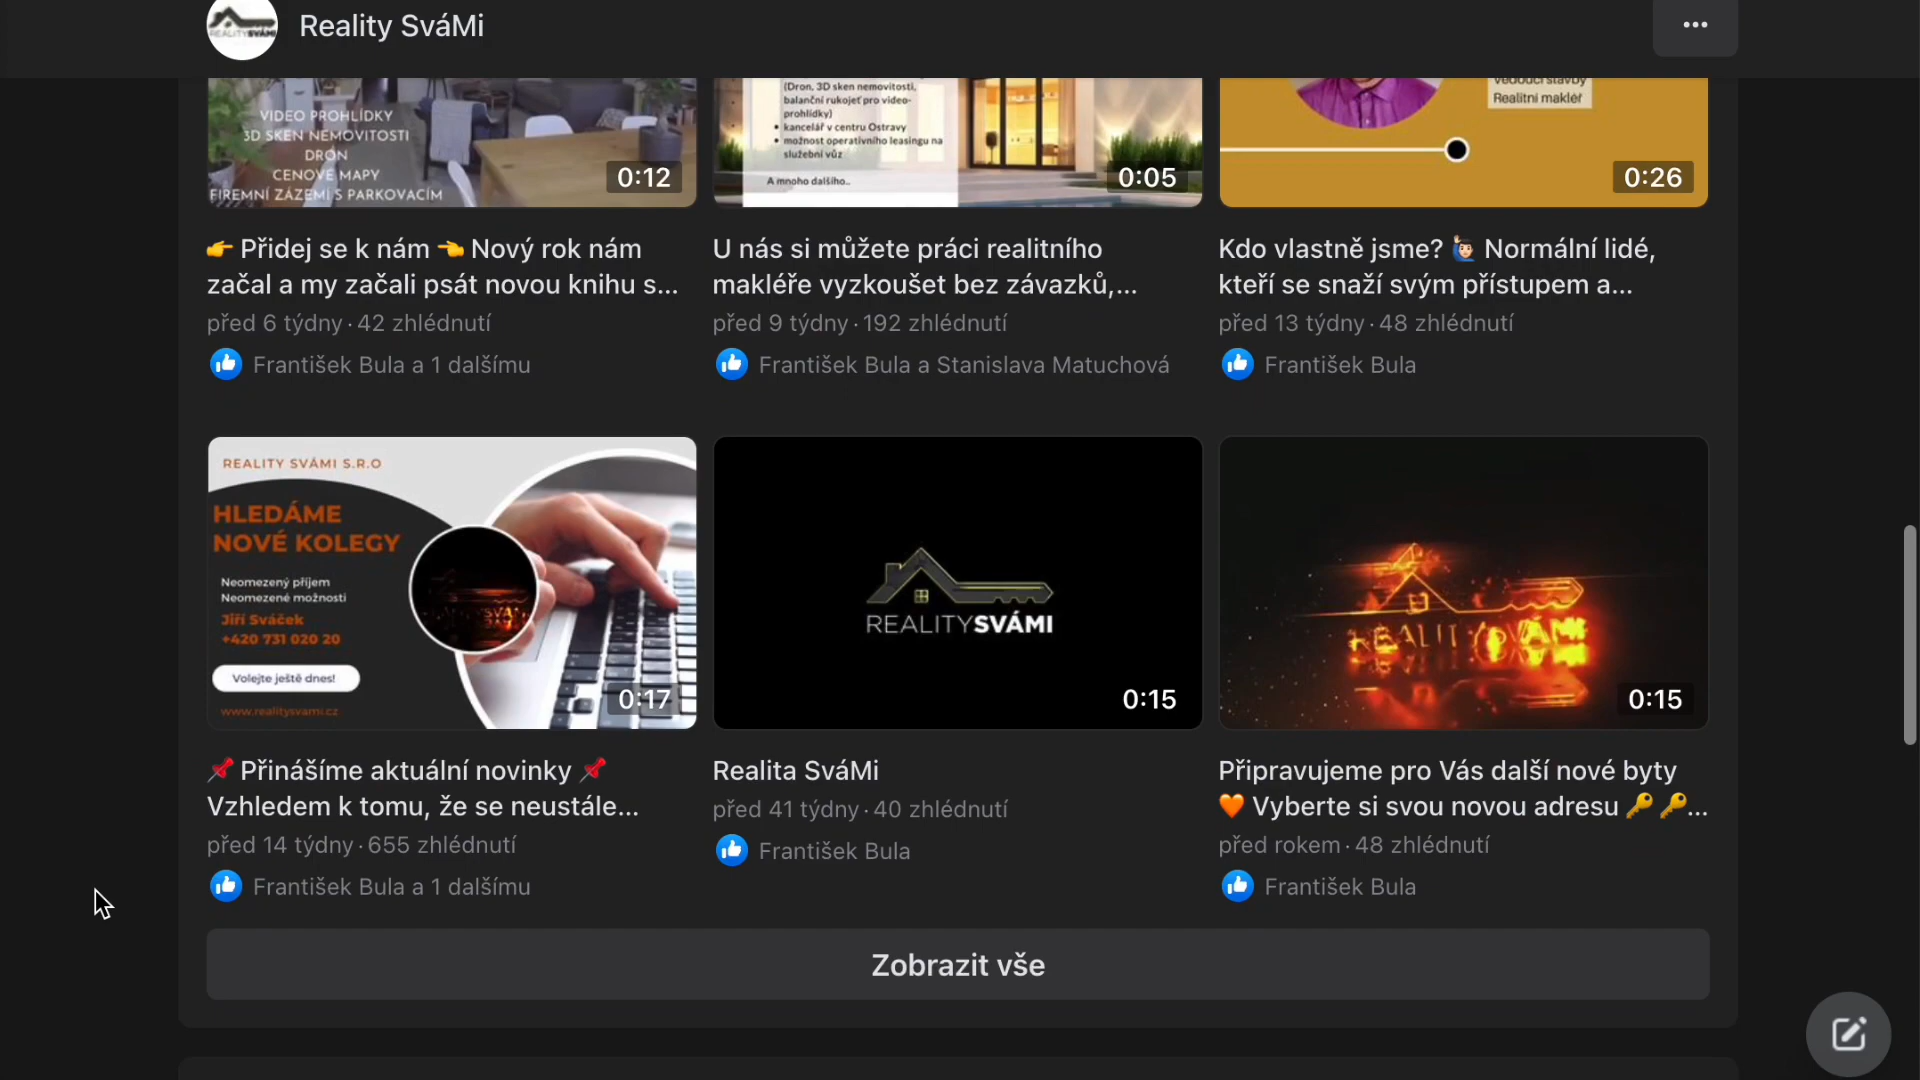 REALITYSVÁMI
Reality SváMi
VIDEO PROHLÍDKY
3D SKEN NEMOVITOSTI
DRON
CENOVÉ MAPY
FIREMNÍ ZÁZEMÍ S PARKOVACÍM
0:12
(Dron, 3D sken nemovitosti,
balanční rukojeť pro video-
prohlídky)
• kancelář v centru Ostravy
• možnost operativního leasingu na
služební vůz
A mnoho dalšího..
0:05
vedoucí stavby
Realitní makléř
0:26
👉 Přidej se k nám 👈 Nový rok nám
začal a my začali psát novou knihu s...
před 6 týdny · 42 zhlédnutí
František Bula a 1 dalšímu
U nás si můžete práci realitního
makléře vyzkoušet bez závazků,...
před 9 týdny · 192 zhlédnutí
František Bula a Stanislava Matuchová
Kdo vlastně jsme? 🙋🏻‍♂️ Normální lidé,
kteří se snaží svým přístupem a...
před 13 týdny · 48 zhlédnutí
František Bula
REALITY SVÁMI S.R.O
HLEDÁME
NOVÉ KOLEGY
Neomezený příjem
Neomezené možnosti
Jiří Sváček
+420 731 020 20
Volejte ještě dnes!
www.realitysvami.cz
0:17
REALITYSVÁMI
0:15
REALITYSVÁMI
0:15
📌 Přinášíme aktuální novinky 📌
Vzhledem k tomu, že se neustále...
před 14 týdny · 655 zhlédnutí
František Bula a 1 dalšímu
Realita SváMi
před 41 týdny · 40 zhlédnutí
František Bula
Připravujeme pro Vás další nové byty
🧡 Vyberte si svou novou adresu 🔑 🔑...
před rokem · 48 zhlédnutí
František Bula
Zobrazit vše